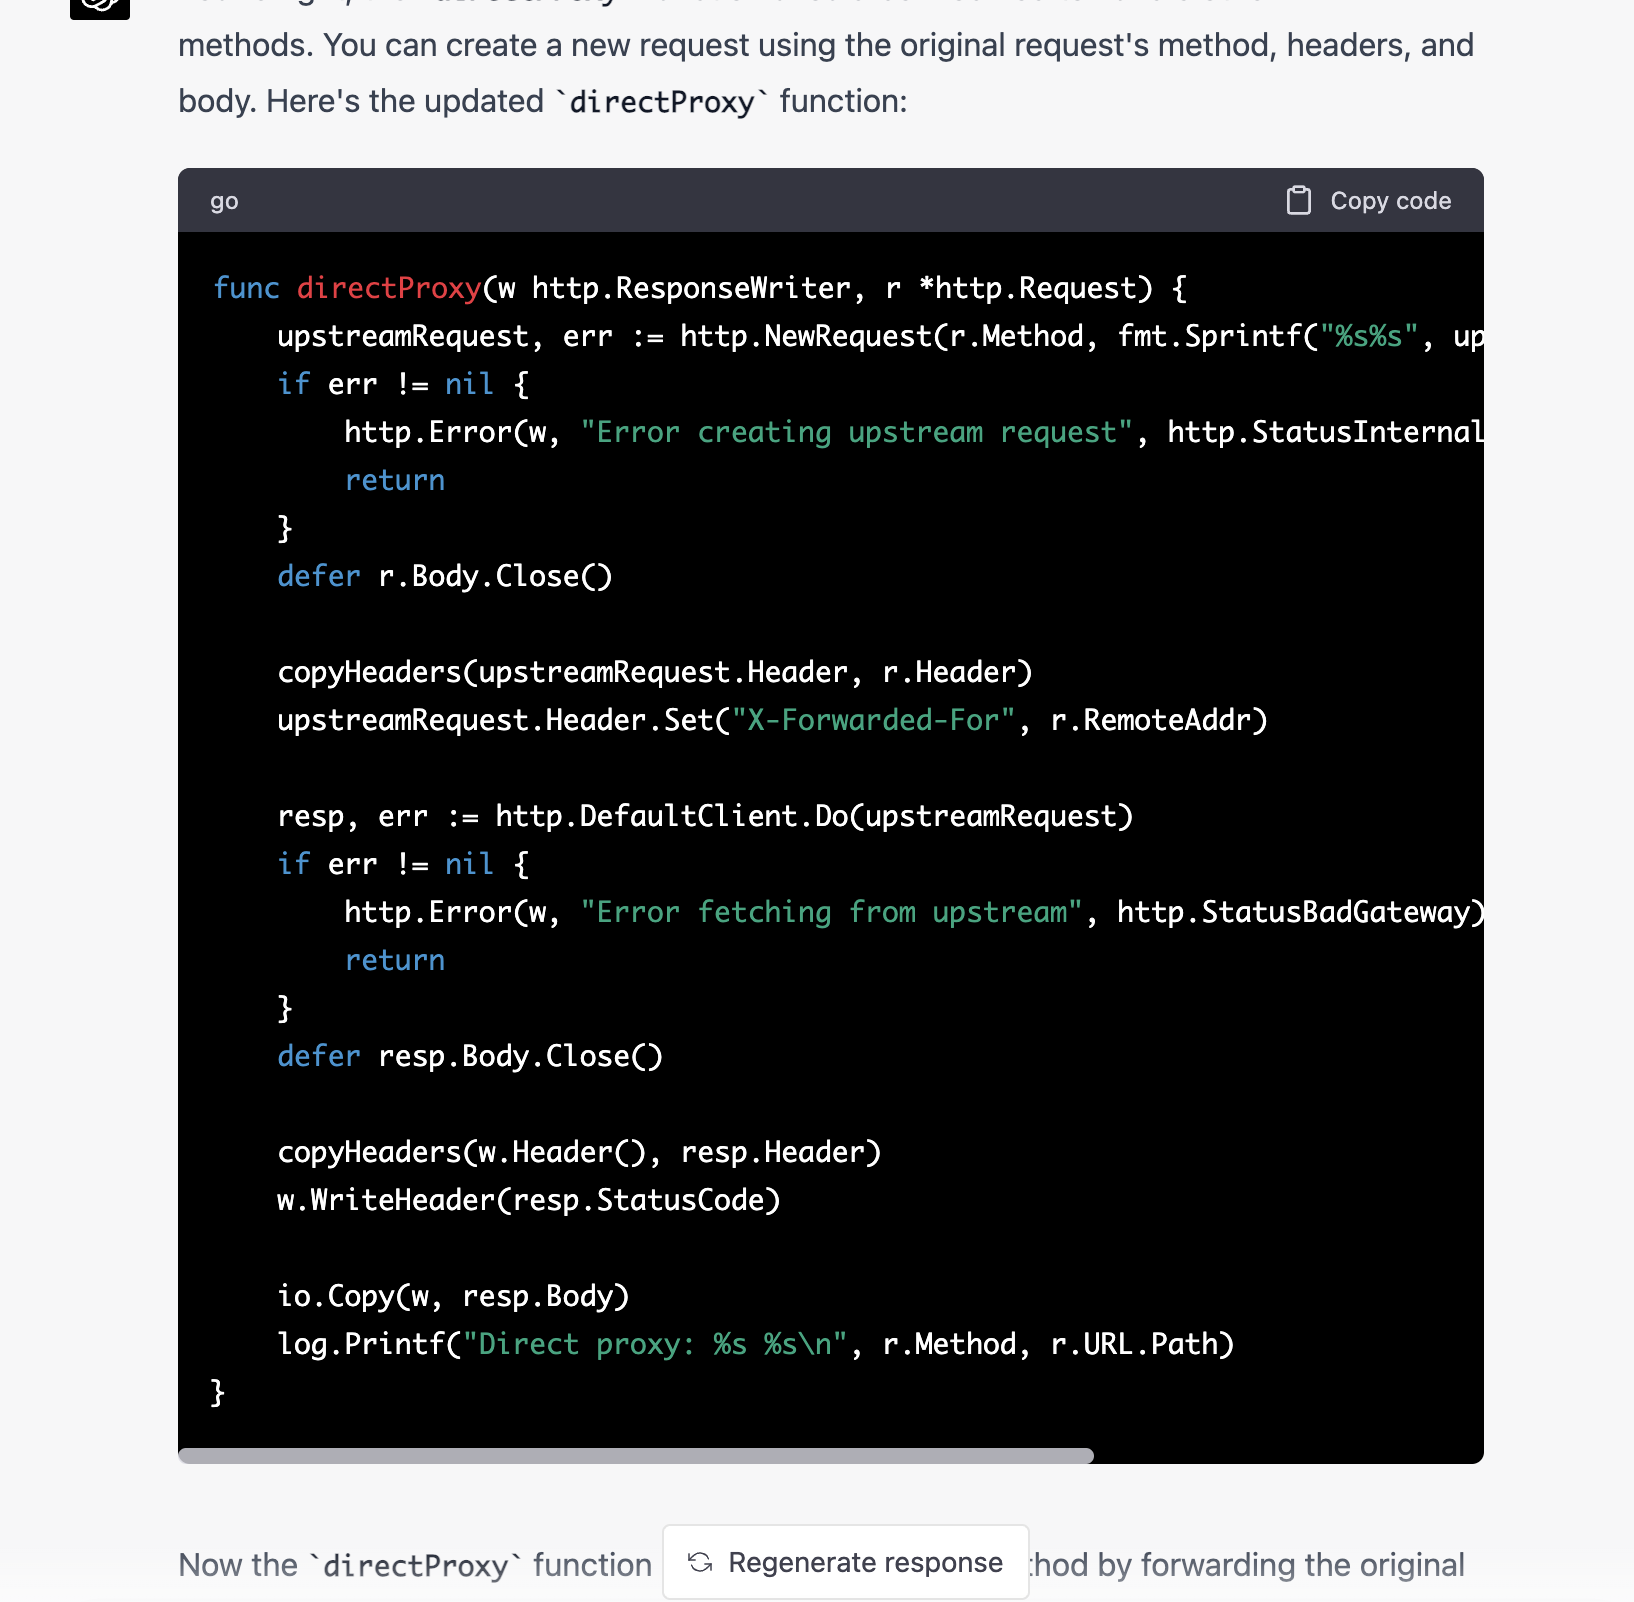 methods. You can create a new request using the original request's method, headers, and
body. Here's the updated `directProxy` function:
go
Copy code
func directProxy(w http.ResponseWriter, r *http.Request) {
    upstreamRequest, err := http.NewRequest(r.Method, fmt.Sprintf("%s%s", up
    if err != nil {
        http.Error(w, "Error creating upstream request", http.StatusInternal
        return
    }
    defer r.Body.Close()

    copyHeaders(upstreamRequest.Header, r.Header)
    upstreamRequest.Header.Set("X-Forwarded-For", r.RemoteAddr)

    resp, err := http.DefaultClient.Do(upstreamRequest)
    if err != nil {
        http.Error(w, "Error fetching from upstream", http.StatusBadGateway)
        return
    }
    defer resp.Body.Close()

    copyHeaders(w.Header(), resp.Header)
    w.WriteHeader(resp.StatusCode)

    io.Copy(w, resp.Body)
    log.Printf("Direct proxy: %s %s\n", r.Method, r.URL.Path)
}
Now the `directProxy` function
Regenerate response
thod by forwarding the original